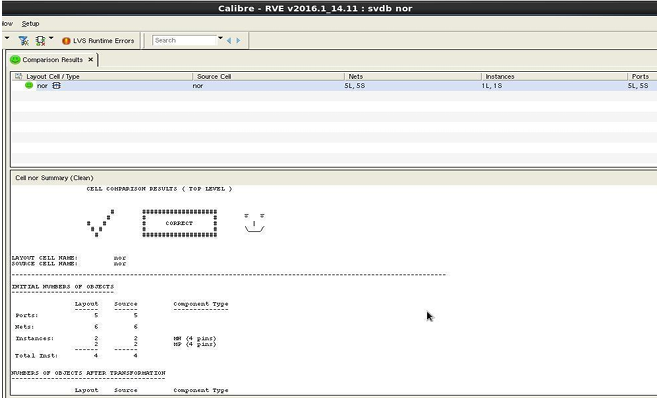 Calibre - RVE v2016.1_14.11 : svdb nor
low Setup
LVS Runtime Errors Search
Comparison Results
Layout Cell / Type Source Cell Nets Instances Ports
nor nor 5L, 5S 1L, 1S 5L, 5S
Cell nor Summary (Clean)
CELL COMPARISON RESULTS ( TOP LEVEL )
CORRECT
LAYOUT CELL NAME: nor
SOURCE CELL NAME: nor
INITIAL NUMBERS OF OBJECTS
Layout Source Component Type
Ports: 5 5
Nets: 6 6
Instances: 2 2 MN (4 pins)
2 2 MP (4 pins)
Total Inst: 4 4
NUMBERS OF OBJECTS AFTER TRANSFORMATION
Layout Source Component Type